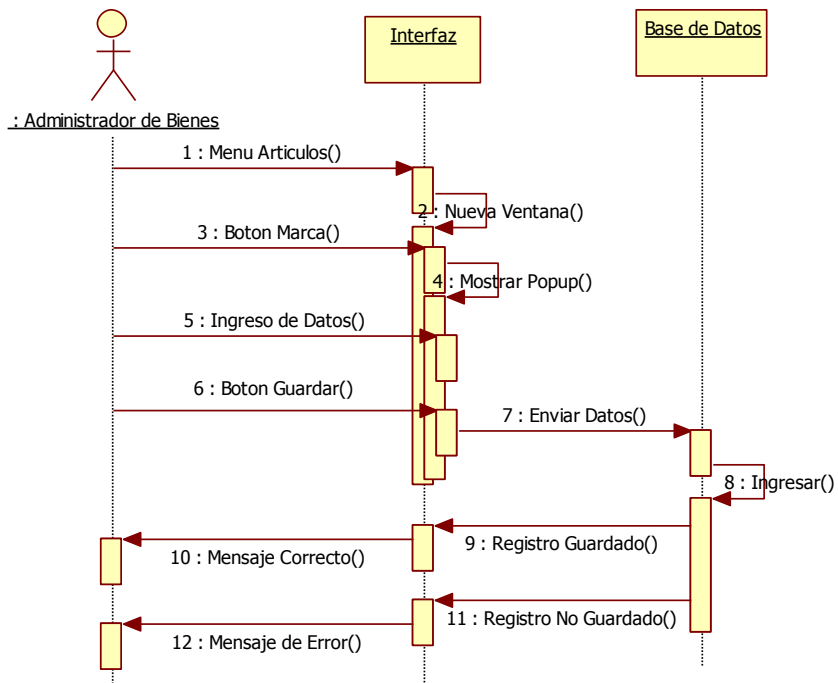 Interfaz
Base de Datos
: Administrador de Bienes
1 : Menu Articulos()
2 : Nueva Ventana()
3 : Boton Marca()
4 : Mostrar Popup()
5 : Ingreso de Datos()
6 : Boton Guardar()
7 : Enviar Datos()
8 : Ingresar()
9 : Registro Guardado()
10 : Mensaje Correcto()
11 : Registro No Guardado()
12 : Mensaje de Error()